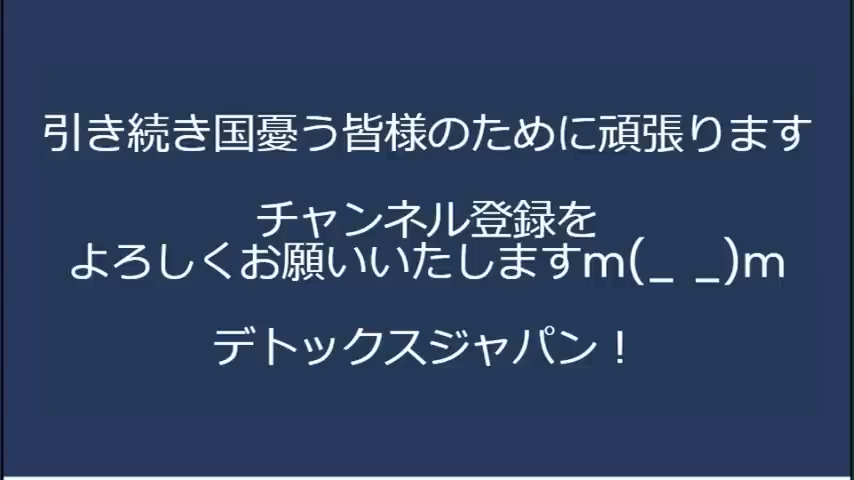 引き続き国憂う皆様のために頑張ります
チャンネル登録を
よろしくお願いいたしますm(_ _)m
デトックスジャパン！